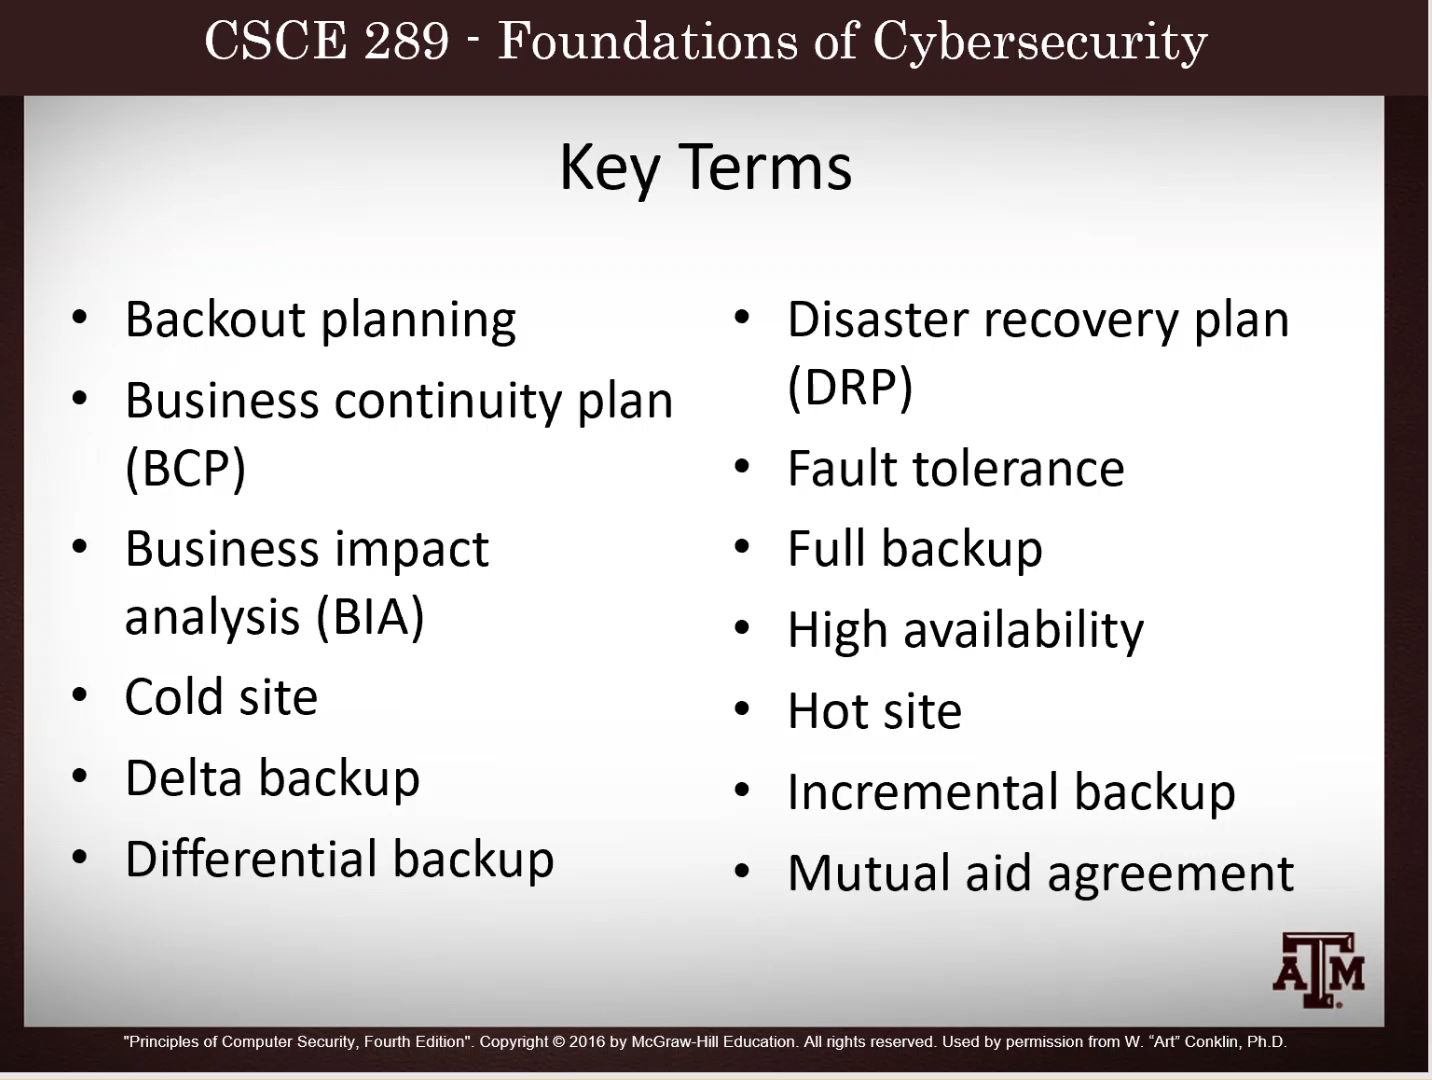 CSCE 289 - Foundations of Cybersecurity
Key Terms
• Backout planning
• Business continuity plan
(BCP)
• Business impact
analysis (BIA)
• Cold site
• Delta backup
• Differential backup
• Disaster recovery plan
(DRP)
• Fault tolerance
• Full backup
• High availability
• Hot site
• Incremental backup
• Mutual aid agreement
ATM
"Principles of Computer Security, Fourth Edition". Copyright © 2016 by McGraw-Hill Education. All rights reserved. Used by permission from W. “Art” Conklin, Ph.D.